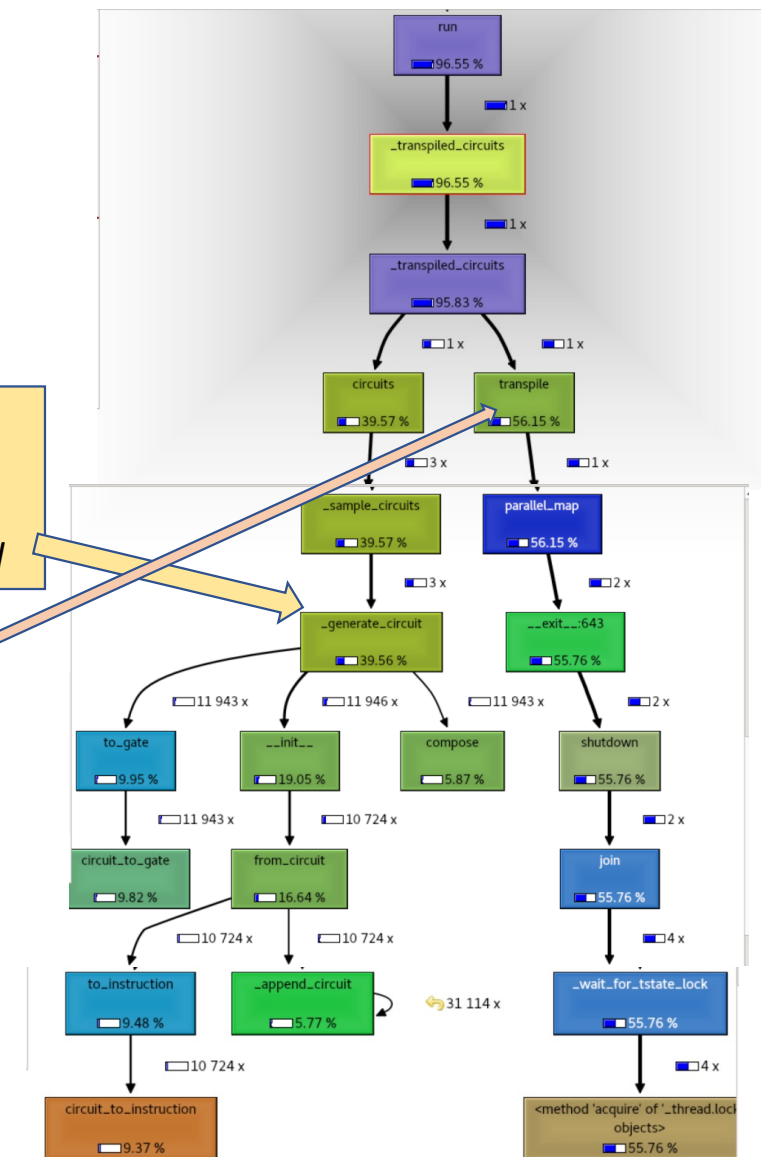 run
96.55 %
1 x
_transpiled_circuits
96.55 %
1 x
_transpiled_circuits
95.83 %
1 x
1 x
circuits
39.57 %
transpile
56.15 %
3 x
1 x
_sample_circuits
39.57 %
parallel_map
56.15 %
3 x
2 x
_generate_circuit
39.56 %
__exit__:643
55.76 %
11 943 x
11 946 x
11 943 x
2 x
to_gate
9.95 %
__init__
19.05 %
compose
5.87 %
shutdown
55.76 %
11 943 x
10 724 x
2 x
circuit_to_gate
9.82 %
from_circuit
16.64 %
join
55.76 %
10 724 x
10 724 x
4 x
to_instruction
9.48 %
_append_circuit
5.77 %
31 114 x
_wait_for_tstate_lock
55.76 %
10 724 x
4 x
circuit_to_instruction
9.37 %
<method 'acquire' of '_thread.lock
objects>
55.76 %